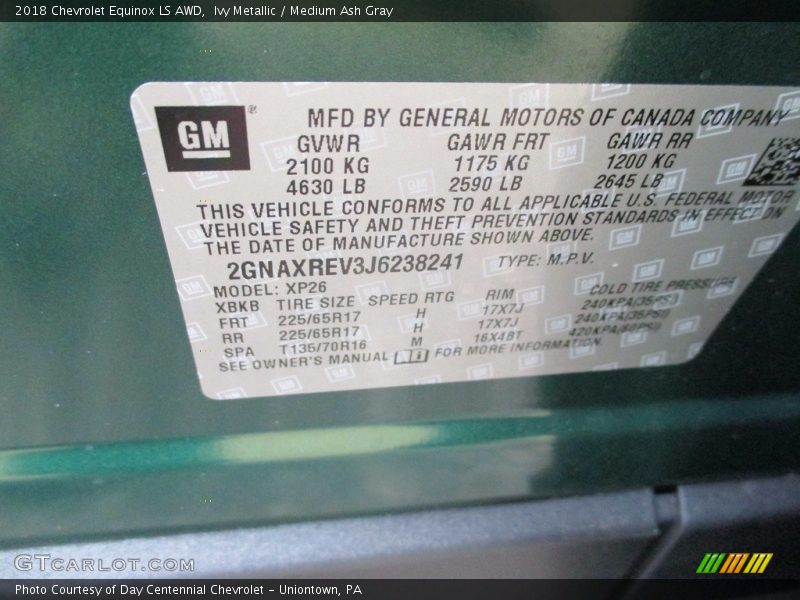 2018 Chevrolet Equinox LS AWD, Ivy Metallic / Medium Ash Gray
GM ®
MFD BY GENERAL MOTORS OF CANADA COMPANY
GVWR GAWR FRT GAWR RR
2100 KG 1175 KG 1200 KG
4630 LB 2590 LB 2645 LB
THIS VEHICLE CONFORMS TO ALL APPLICABLE U.S. FEDERAL MOTOR
VEHICLE SAFETY AND THEFT PREVENTION STANDARDS IN EFFECT ON
THE DATE OF MANUFACTURE SHOWN ABOVE.
2GNAXREV3J6238241 TYPE: M.P.V.
MODEL: XP26
XBKB TIRE SIZE SPEED RTG RIM COLD TIRE PRESSURE
FRT 225/65R17 H 17X7J 240KPA(35PSI)
RR 225/65R17 H 17X7J 240KPA(35PSI)
SPA T135/70R16 M 16X4BT 420KPA(60PSI)
SEE OWNER'S MANUAL FOR MORE INFORMATION.
GTCARLOT.COM
Photo Courtesy of Day Centennial Chevrolet - Uniontown, PA